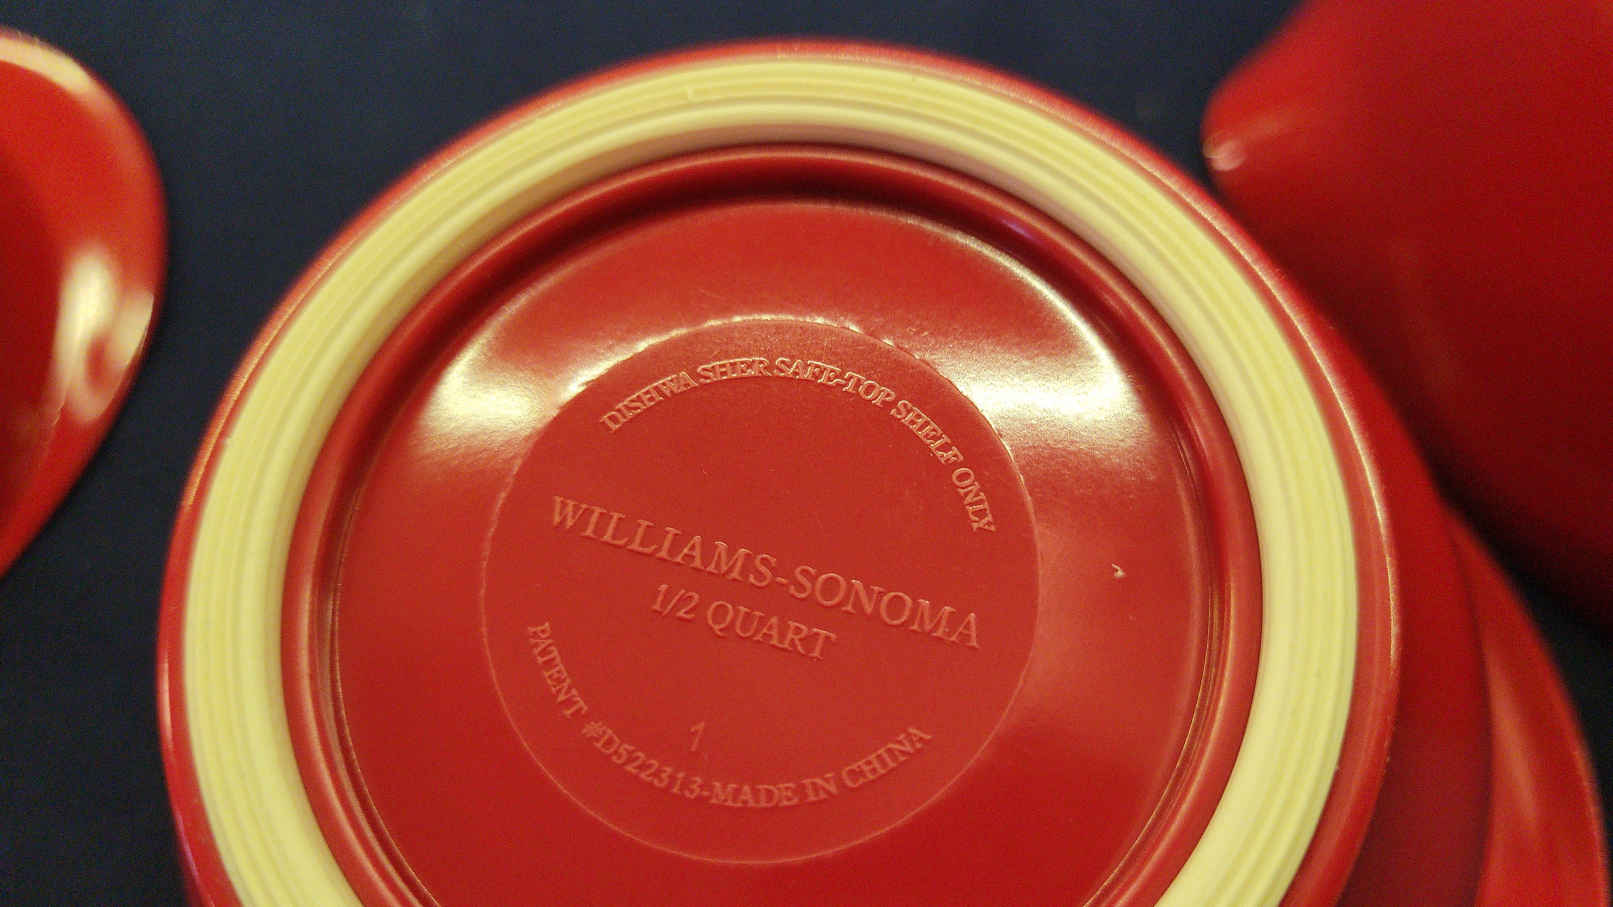 DISHWASHER SAFE-TOP SHELF ONLY
WILLIAMS-SONOMA
1/2 QUART
1
PATENT #D522313-MADE IN CHINA